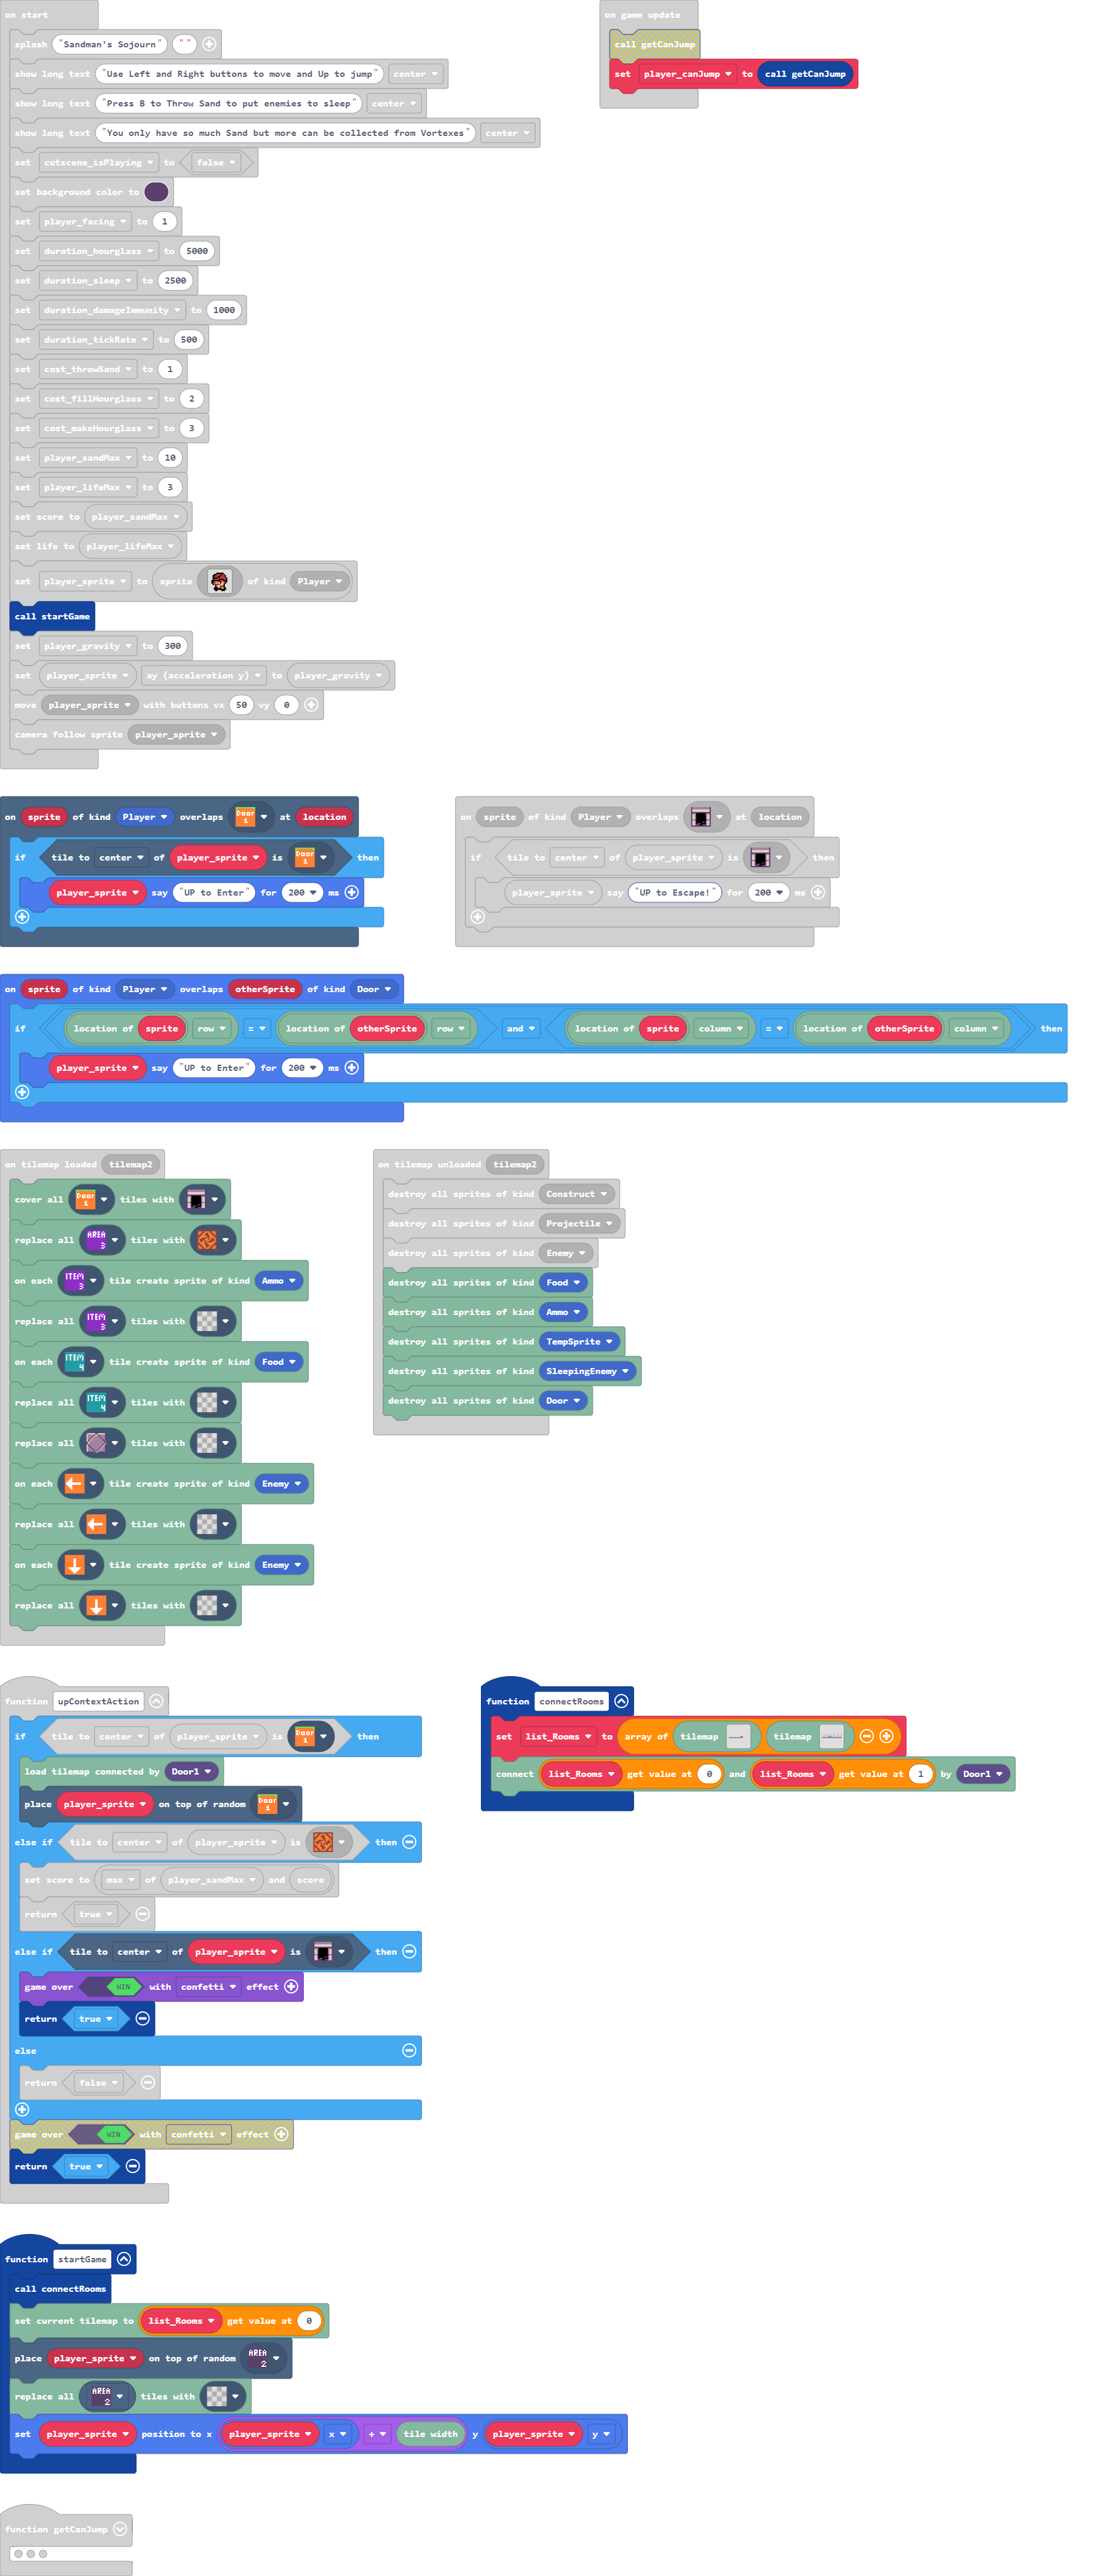 on start
splash "Sandman's Sojourn" " "
show long text "Use Left and Right buttons to move and Up to jump" center
show long text "Press B to Throw Sand to put enemies to sleep" center
show long text "You only have so much Sand but more can be collected from Vortexes" center
set cutscene_isPlaying to false
set background color to
set player_facing to 1
set duration_hourglass to 5000
set duration_sleep to 2500
set duration_damageImmunity to 1000
set duration_tickRate to 500
set cost_throwSand to 1
set cost_fillHourglass to 2
set cost_makeHourglass to 3
set player_sandMax to 10
set player_lifeMax to 3
set score to player_sandMax
set life to player_lifeMax
set player_sprite to sprite of kind Player
call startGame
set player_gravity to 300
set player_sprite ay (acceleration y) to player_gravity
move player_sprite with buttons vx 50 vy 0
camera follow sprite player_sprite
on game update
call getCanJump
set player_canJump to call getCanJump
on sprite of kind Player overlaps Door 1 at location
if tile to center of player_sprite is Door 1 then
player_sprite say "UP to Enter" for 200 ms
on sprite of kind Player overlaps at location
if tile to center of player_sprite is then
player_sprite say "UP to Escape!" for 200 ms
on sprite of kind Player overlaps otherSprite of kind Door
if location of sprite row = location of otherSprite row and location of sprite column = location of otherSprite column then
player_sprite say "UP to Enter" for 200 ms
on tilemap loaded tilemap2
cover all Door 1 tiles with
replace all AREA 3 tiles with
on each ITEM 3 tile create sprite of kind Ammo
replace all ITEM 3 tiles with
on each ITEM 4 tile create sprite of kind Food
replace all ITEM 4 tiles with
replace all tiles with
on each tile create sprite of kind Enemy
replace all tiles with
on each tile create sprite of kind Enemy
replace all tiles with
on tilemap unloaded tilemap2
destroy all sprites of kind Construct
destroy all sprites of kind Projectile
destroy all sprites of kind Enemy
destroy all sprites of kind Food
destroy all sprites of kind Ammo
destroy all sprites of kind TempSprite
destroy all sprites of kind SleepingEnemy
destroy all sprites of kind Door
function upContextAction
if tile to center of player_sprite is Door 1 then
load tilemap connected by Door1
place player_sprite on top of random Door 1
else if tile to center of player_sprite is then
set score to max of player_sandMax and score
return true
else if tile to center of player_sprite is then
game over WIN with confetti effect
return true
else
return false
game over WIN with confetti effect
return true
function connectRooms
set list_Rooms to array of tilemap tilemap
connect list_Rooms get value at 0 and list_Rooms get value at 1 by Door1
function startGame
call connectRooms
set current tilemap to list_Rooms get value at 0
place player_sprite on top of random AREA 2
replace all AREA 2 tiles with
set player_sprite position to x player_sprite x + tile width y player_sprite y
function getCanJump